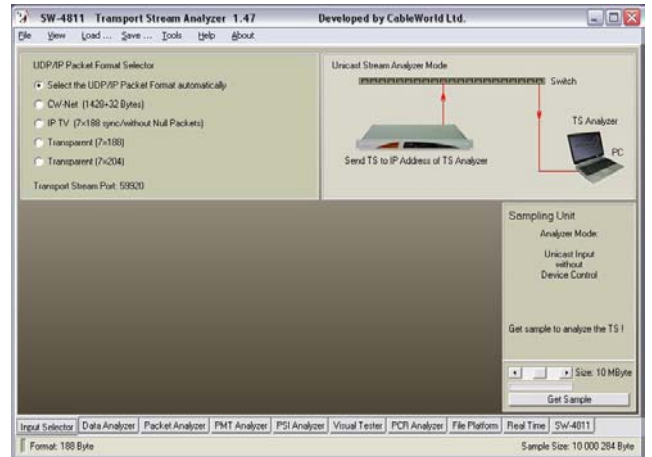 SW-4811 Transport Stream Analyzer 1.47 Developed by CableWorld Ltd.
File View Load ... Save ... Tools Help About
UDP/IP Packet Format Selector
Select the UDP/IP Packet Format automatically
CW-Net (1428+32 Bytes)
IP TV (7×188 sync/without Null Packets)
Transparent (7×188)
Transparent (7×204)
Transport Stream Port: 59920
Unicast Stream Analyzer Mode
Switch
TS Analyzer
PC
Send TS to IP Address of TS Analyzer
Sampling Unit
Analyzer Mode:
Unicast Input
without
Device Control
Get sample to analyze the TS !
Size: 10 MByte
Get Sample
Input Selector Data Analyzer Packet Analyzer PMT Analyzer PSI Analyzer Visual Tester PCR Analyzer File Platform Real Time SW-4811
Format: 188 Byte Sample Size: 10 000 284 Byte